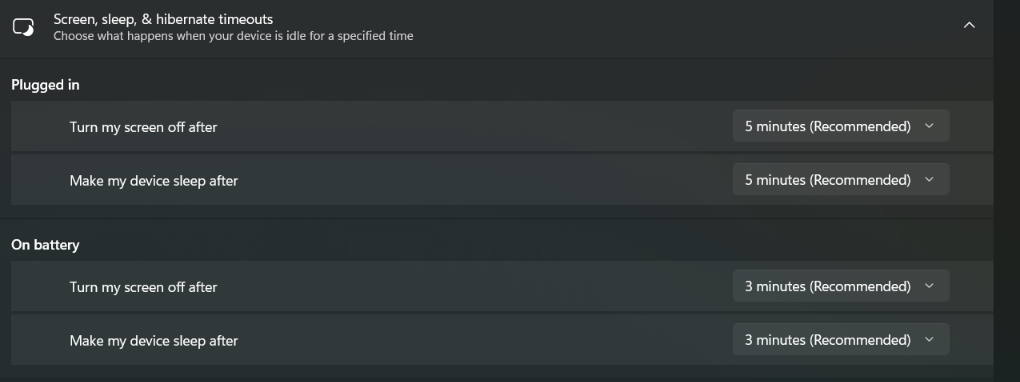 Screen, sleep, & hibernate timeouts
Choose what happens when your device is idle for a specified time
Plugged in
Turn my screen off after
5 minutes (Recommended)
Make my device sleep after
5 minutes (Recommended)
On battery
Turn my screen off after
3 minutes (Recommended)
Make my device sleep after
3 minutes (Recommended)